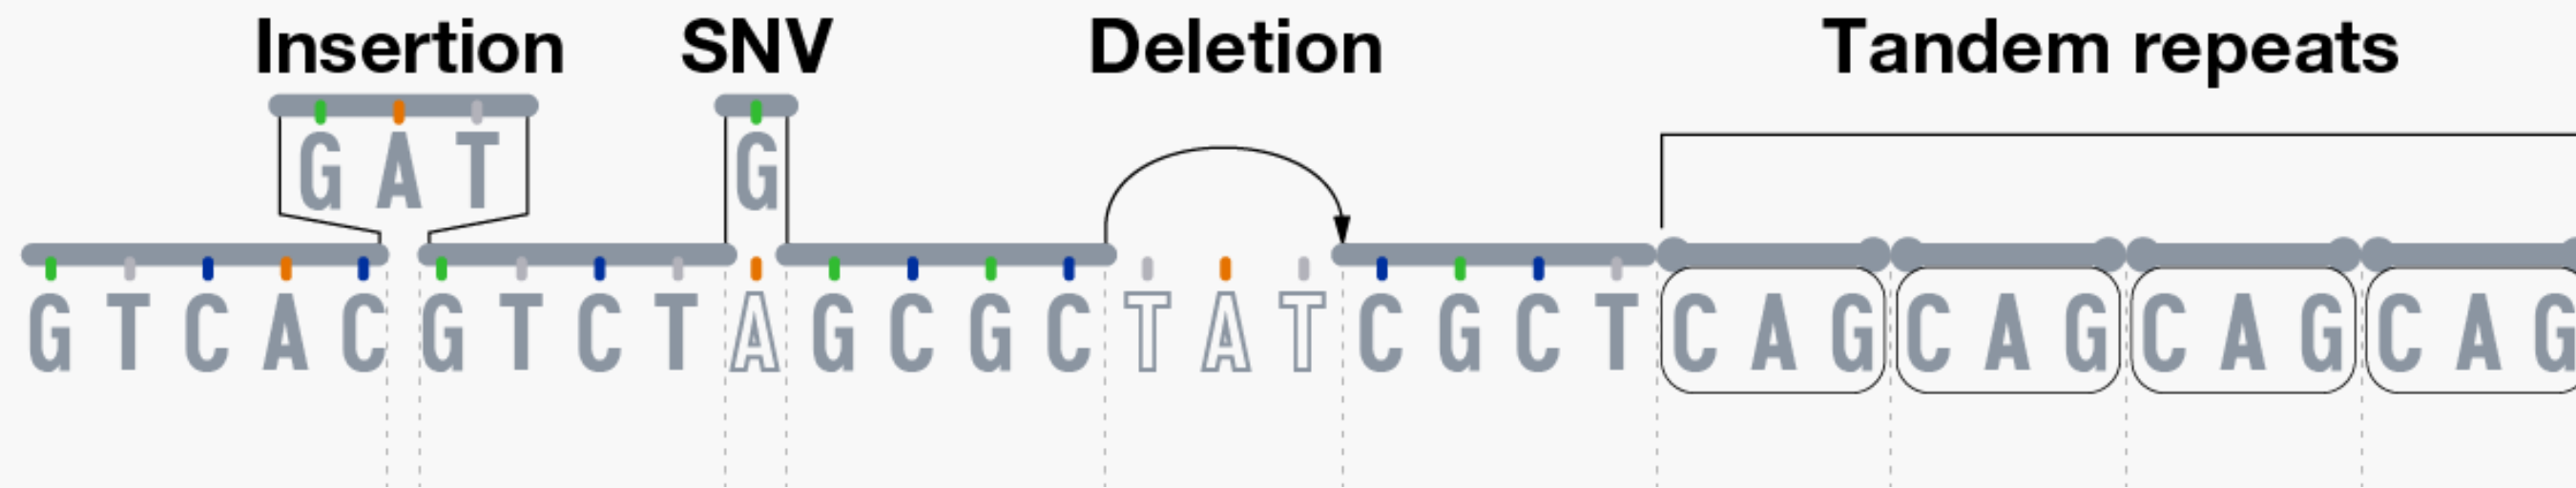 Insertion SNV Deletion Tandem repeats
G A T G
G T C A C G T C T A G C G C T A T C G C T C A G C A G C A G C A G